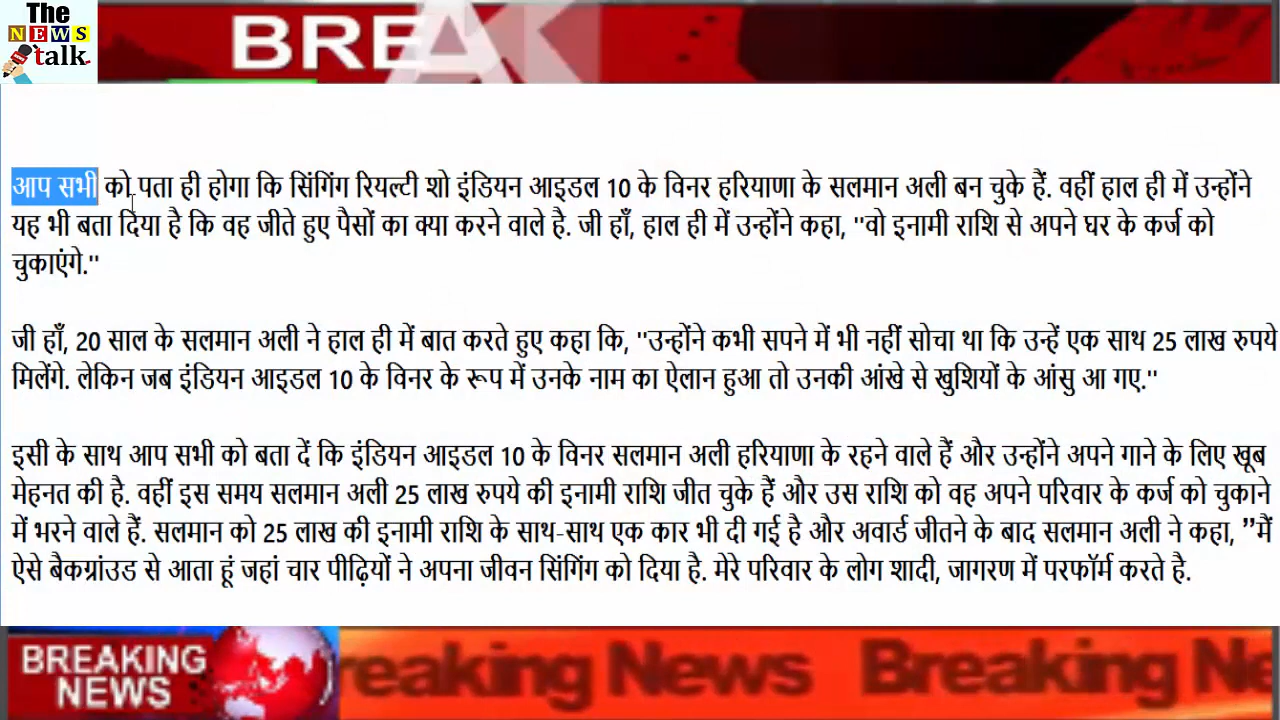 The
NEWS
talk.
BREAK
आप सभी को पता ही होगा कि सिंगिंग रियल्टी शो इंडियन आइडल 10 के विनर हरियाणा के सलमान अली बन चुके हैं. वहीं हाल ही में उन्होंने
यह भी बता दिया है कि वह जीते हुए पैसों का क्या करने वाले है. जी हाँ, हाल ही में उन्होंने कहा, ''वो इनामी राशि से अपने घर के कर्ज को
चुकाएंगे.''
जी हाँ, 20 साल के सलमान अली ने हाल ही में बात करते हुए कहा कि, ''उन्होंने कभी सपने में भी नहीं सोचा था कि उन्हें एक साथ 25 लाख रुपये
मिलेंगे. लेकिन जब इंडियन आइडल 10 के विनर के रूप में उनके नाम का ऐलान हुआ तो उनकी आंखे से खुशियों के आंसु आ गए.''
इसी के साथ आप सभी को बता दें कि इंडियन आइडल 10 के विनर सलमान अली हरियाणा के रहने वाले हैं और उन्होंने अपने गाने के लिए खूब
मेहनत की है. वहीं इस समय सलमान अली 25 लाख रुपये की इनामी राशि जीत चुके हैं और उस राशि को वह अपने परिवार के कर्ज को चुकाने
में भरने वाले हैं. सलमान को 25 लाख की इनामी राशि के साथ-साथ एक कार भी दी गई है और अवार्ड जीतने के बाद सलमान अली ने कहा, ”मैं
ऐसे बैकग्रांउड से आता हूं जहां चार पीढ़ियों ने अपना जीवन सिंगिंग को दिया है. मेरे परिवार के लोग शादी, जागरण में परफॉर्म करते है.
BREAKING
NEWS
reaking News Breaking Ne